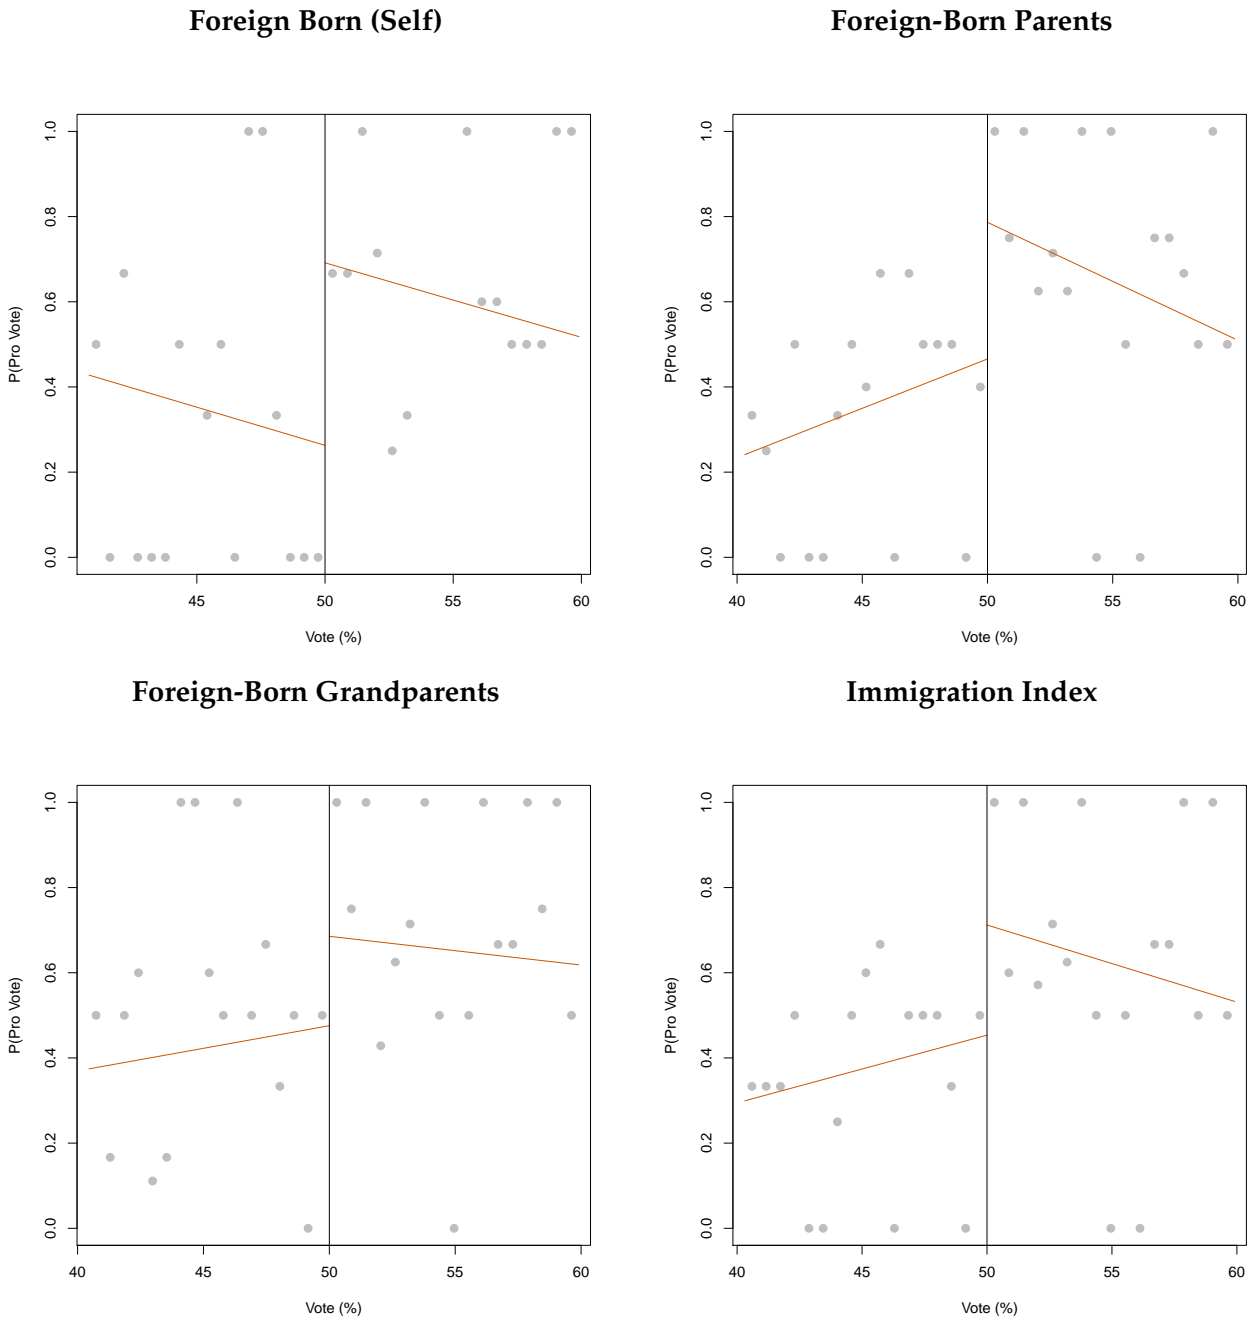 Foreign Born (Self)
1.0
0.8
0.6
0.4
0.2
0.0
P(Pro Vote)
45 50 55 60
Vote (%)
Foreign-Born Parents
1.0
0.8
0.6
0.4
0.2
0.0
P(Pro Vote)
40 45 50 55 60
Vote (%)
Foreign-Born Grandparents
1.0
0.8
0.6
0.4
0.2
0.0
P(Pro Vote)
40 45 50 55 60
Vote (%)
Immigration Index
1.0
0.8
0.6
0.4
0.2
0.0
P(Pro Vote)
40 45 50 55 60
Vote (%)